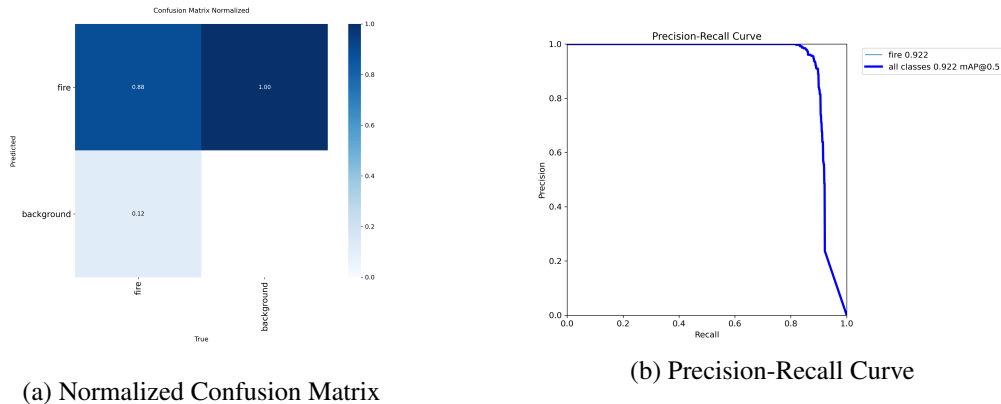 Confusion Matrix Normalized
fire
background
Predicted
0.88
1.00
0.12
fire
background
True
1.0
0.8
0.6
0.4
0.2
0.0
(a) Normalized Confusion Matrix
Precision-Recall Curve
1.0
0.8
0.6
0.4
0.2
0.0
Precision
0.0 0.2 0.4 0.6 0.8 1.0
Recall
fire 0.922
all classes 0.922 mAP@0.5
(b) Precision-Recall Curve